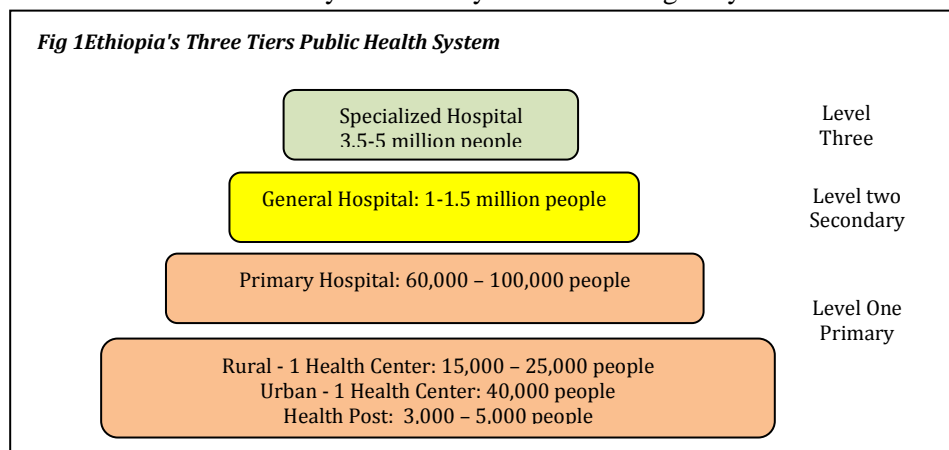 Fig 1Ethiopia's Three Tiers Public Health System
Specialized Hospital
3.5-5 million people
Level
Three
General Hospital: 1-1.5 million people
Level two
Secondary
Primary Hospital: 60,000 – 100,000 people
Level One
Primary
Rural - 1 Health Center: 15,000 – 25,000 people
Urban - 1 Health Center: 40,000 people
Health Post: 3,000 – 5,000 people